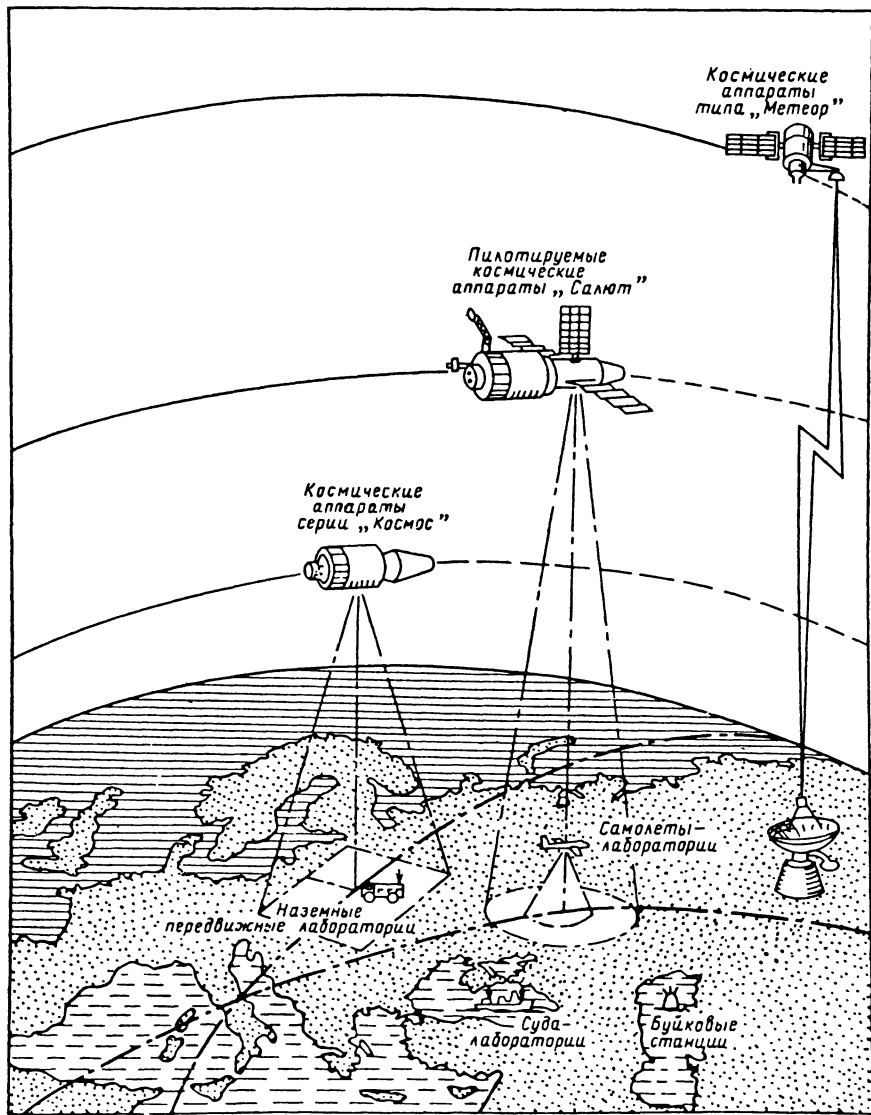 Космические
аппараты
типа „Метеор”
Пилотируемые
космические
аппараты „Салют”
Космические
аппараты
серии „Космос”
Самолеты–
лаборатории
Наземные
передвижные лаборатории
Суда-
лаборатории
Буйковые
станции